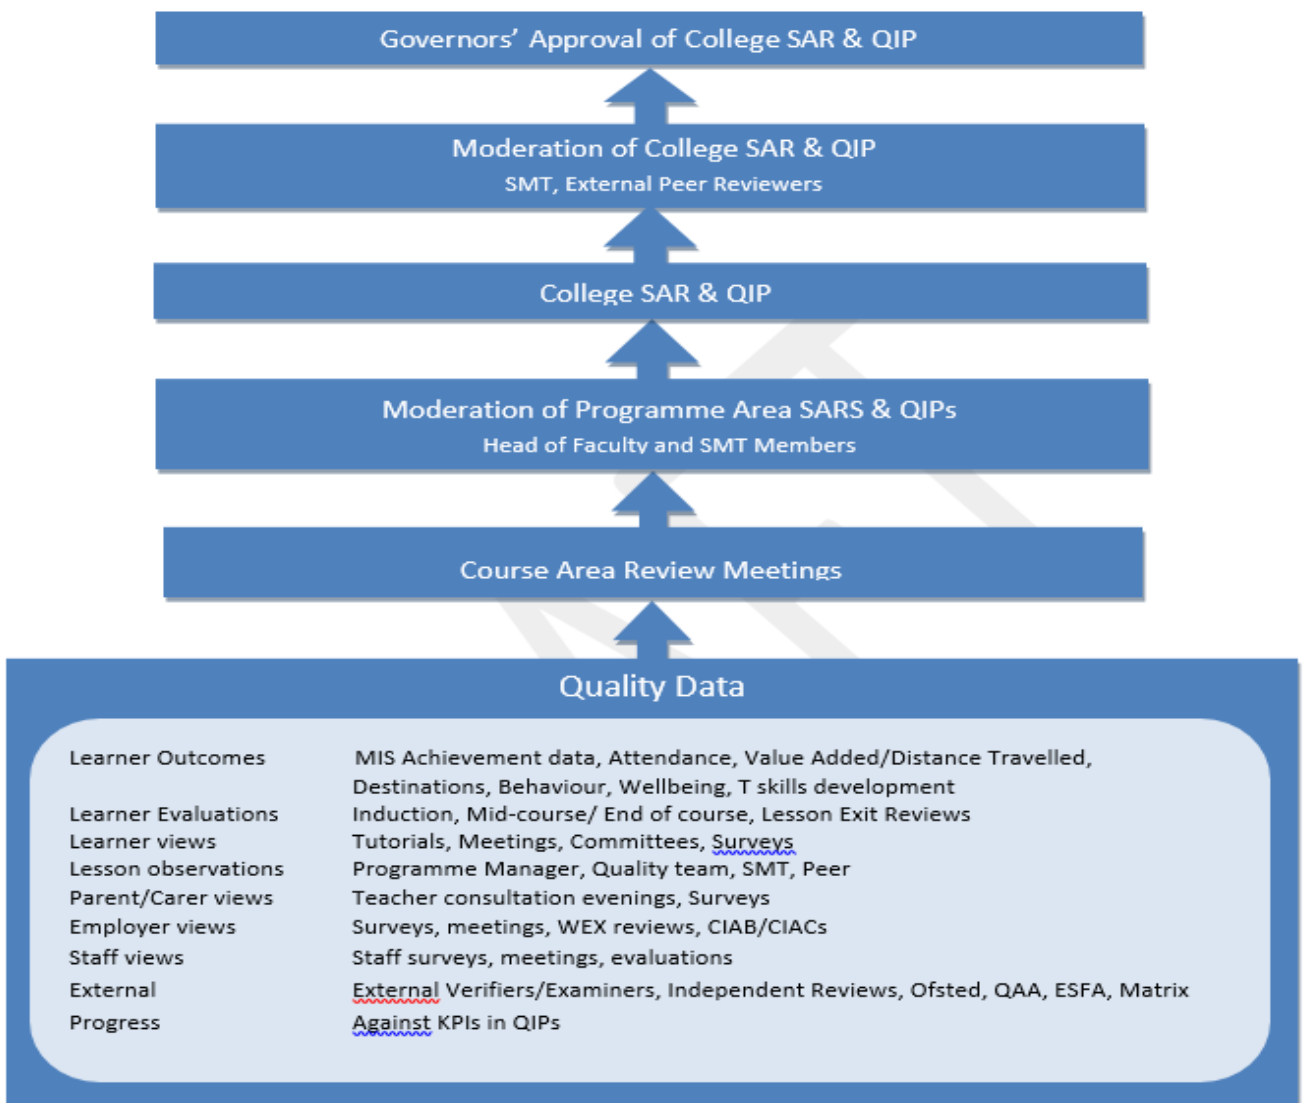 Governors' Approval of College SAR & QIP
Moderation of College SAR & QIP
SMT, External Peer Reviewers
College SAR & QIP
Moderation of Programme Area SARS & QIPs
Head of Faculty and SMT Members
Course Area Review Meetings
Quality Data
Learner Outcomes MIS Achievement data, Attendance, Value Added/Distance Travelled,
Destinations, Behaviour, Wellbeing, T skills development
Learner Evaluations Induction, Mid-course/ End of course, Lesson Exit Reviews
Learner views Tutorials, Meetings, Committees, Surveys
Lesson observations Programme Manager, Quality team, SMT, Peer
Parent/Carer views Teacher consultation evenings, Surveys
Employer views Surveys, meetings, WEX reviews, CIAB/CIACs
Staff views Staff surveys, meetings, evaluations
External External Verifiers/Examiners, Independent Reviews, Ofsted, QAA, ESFA, Matrix
Progress Against KPIs in QIPs